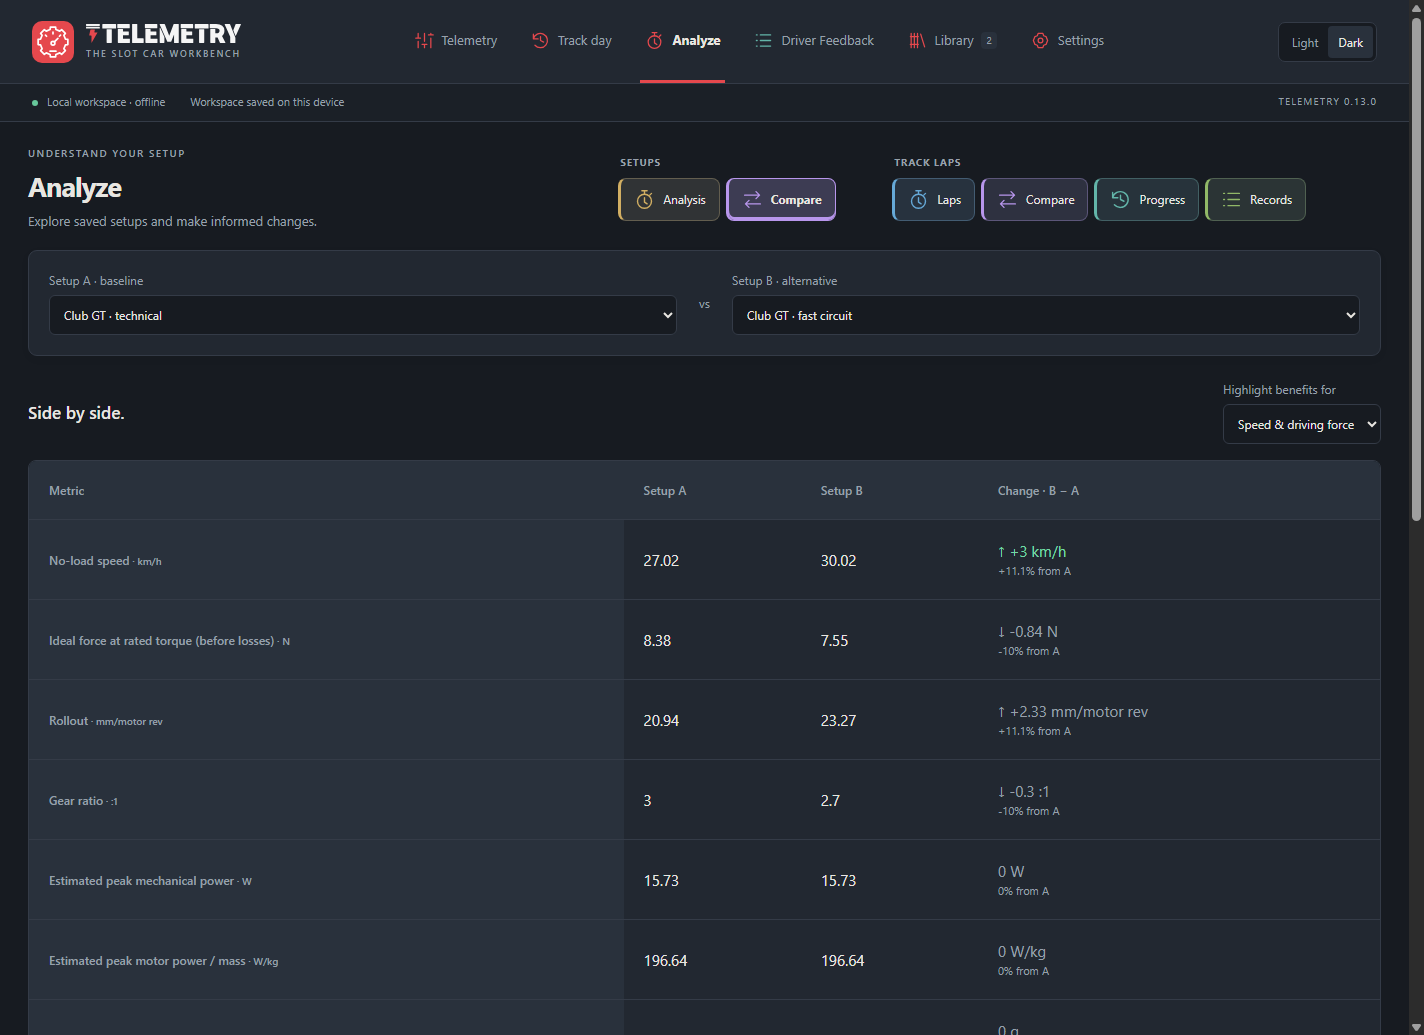 TELEMETRY
THE SLOT CAR WORKBENCH
Telemetry
Track day
Analyze
Driver Feedback
Library 2
Settings
Light Dark
Local workspace · offline
Workspace saved on this device
TELEMETRY 0.13.0
UNDERSTAND YOUR SETUP
Analyze
Explore saved setups and make informed changes.
SETUPS
Analysis
Compare
TRACK LAPS
Laps
Compare
Progress
Records
Setup A · baseline
Club GT · technical
vs
Setup B · alternative
Club GT · fast circuit
Side by side.
Highlight benefits for
Speed & driving force
Metric Setup A Setup B Change · B − A
No-load speed · km/h 27.02 30.02 ↑ +3 km/h
+11.1% from A
Ideal force at rated torque (before losses) · N 8.38 7.55 ↓ -0.84 N
-10% from A
Rollout · mm/motor rev 20.94 23.27 ↑ +2.33 mm/motor rev
+11.1% from A
Gear ratio · :1 3 2.7 ↓ -0.3 :1
-10% from A
Estimated peak mechanical power · W 15.73 15.73 0 W
0% from A
Estimated peak motor power / mass · W/kg 196.64 196.64 0 W/kg
0% from A
0 g